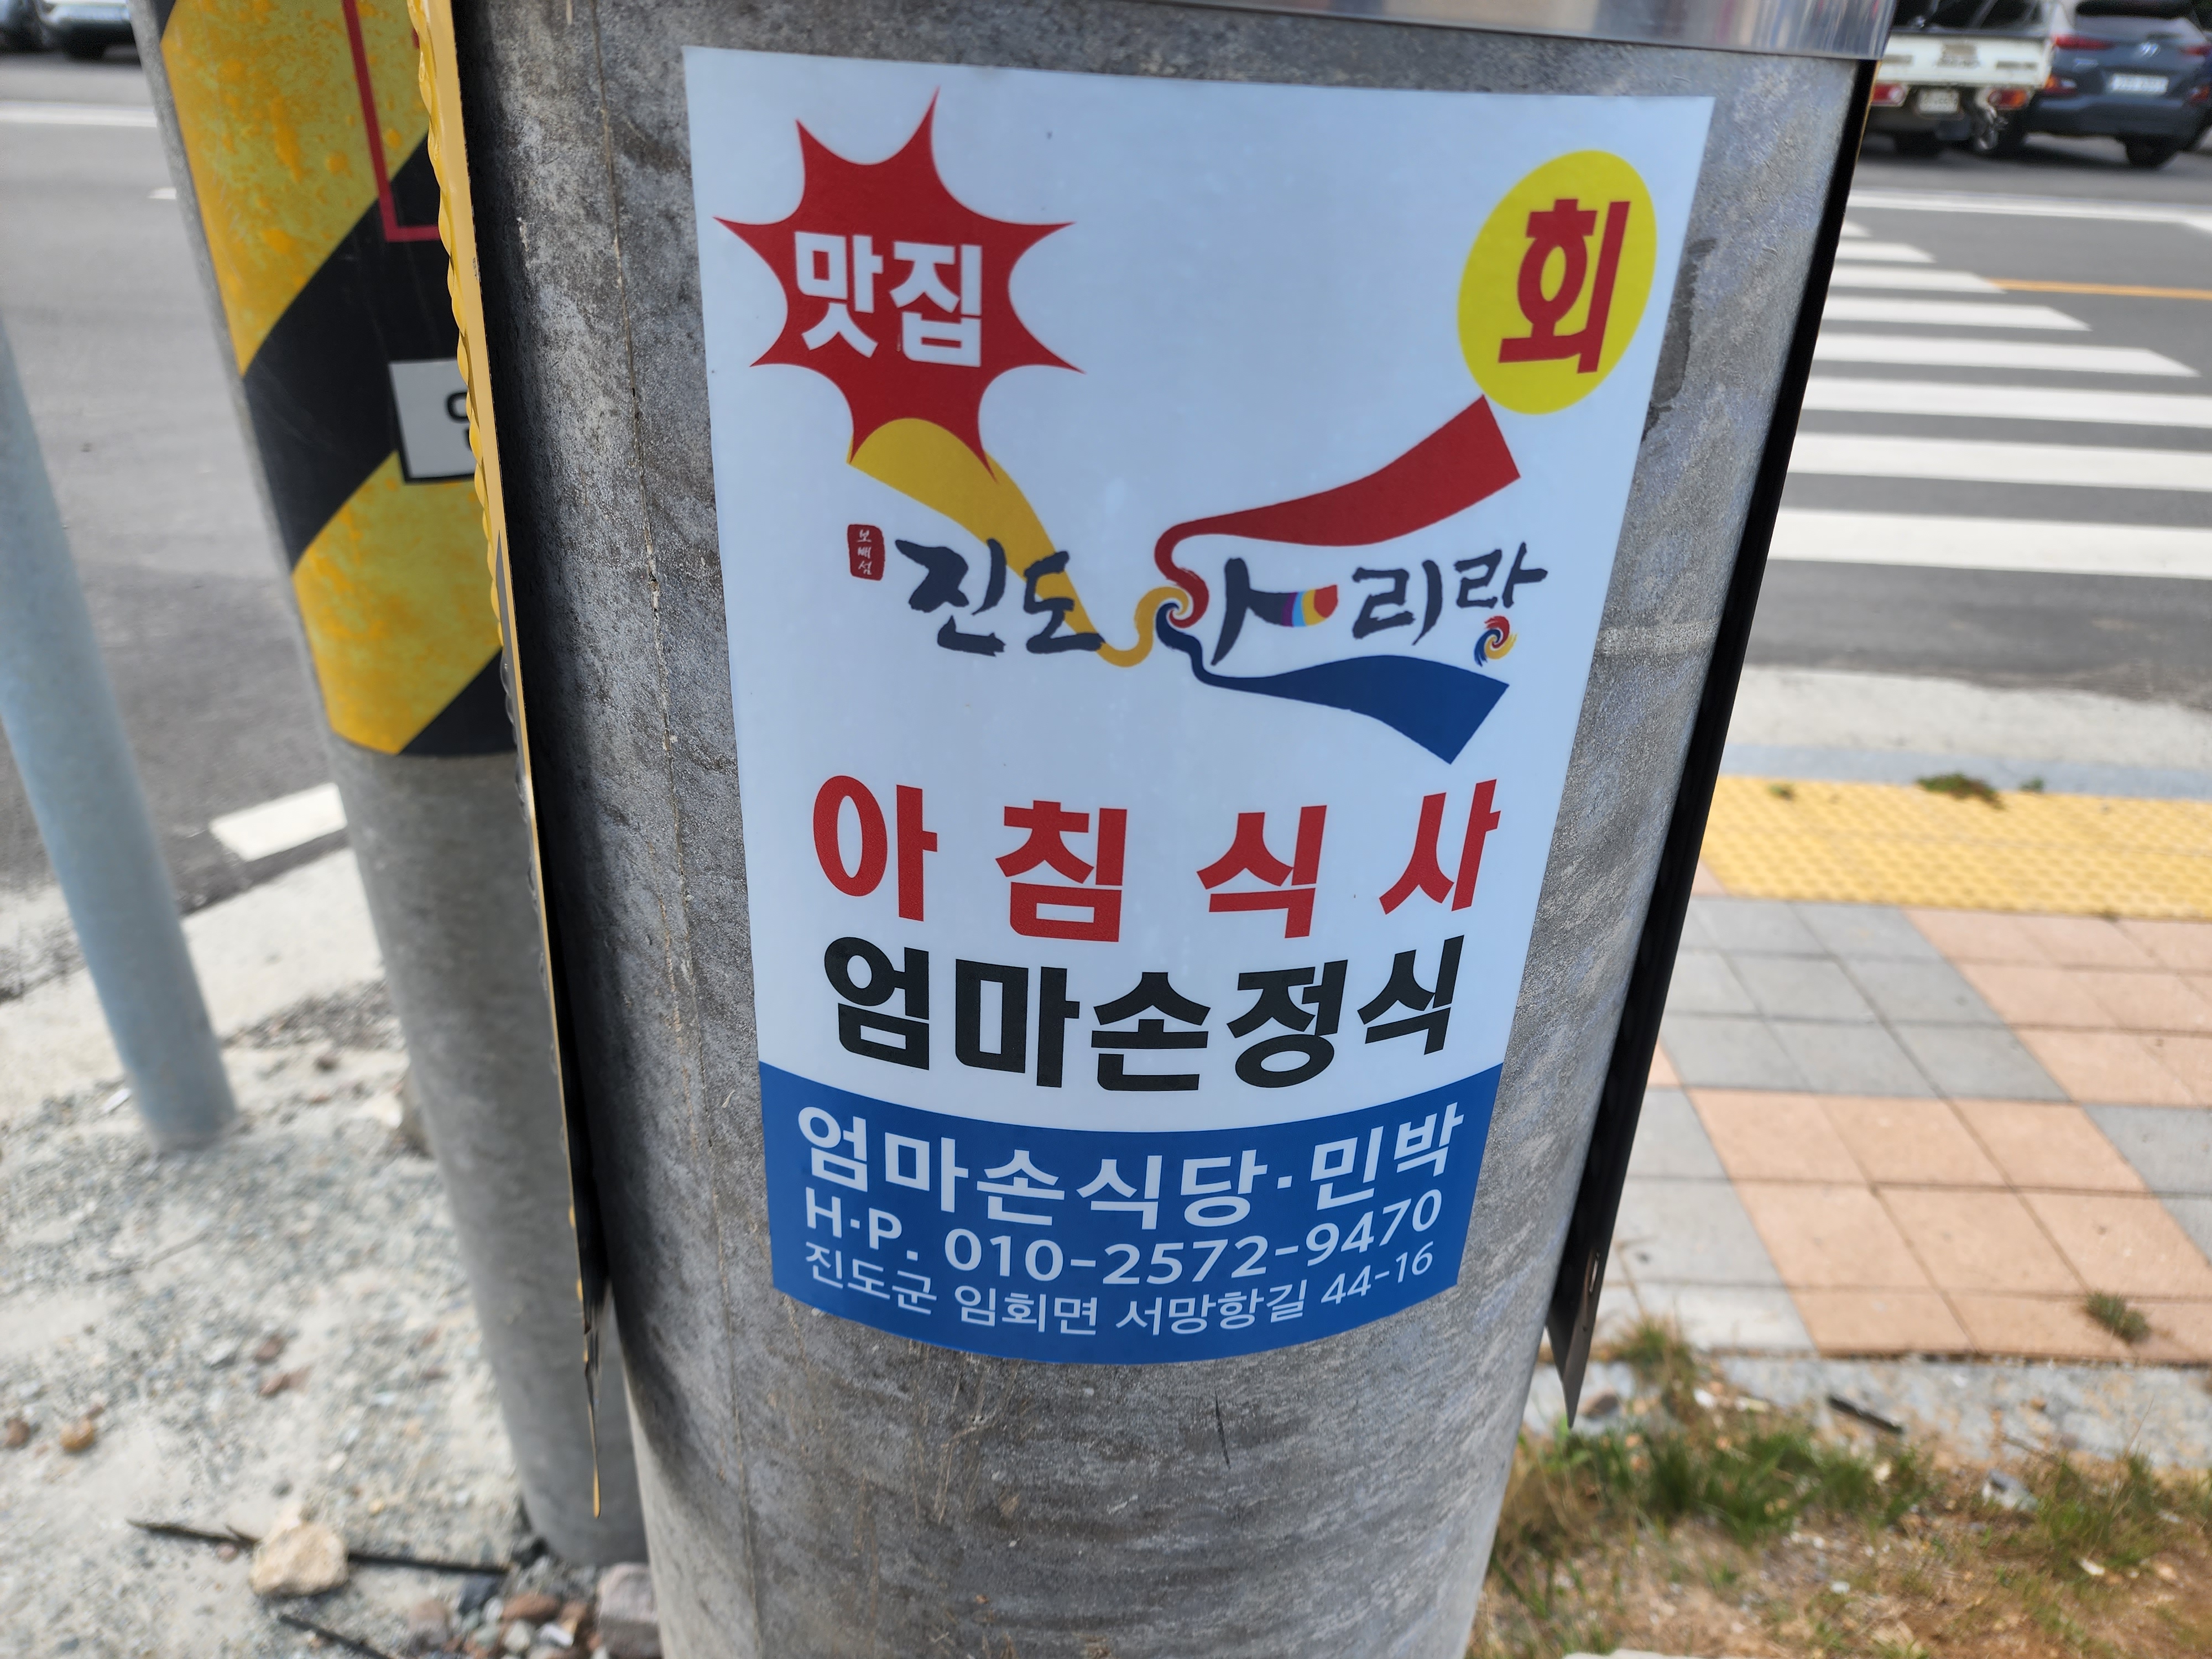 맛집
회
보배섬
진도아리랑
아침식사
엄마손정식
엄마손식당·민박
H·P. 010-2572-9470
진도군 임회면 서망항길 44-16